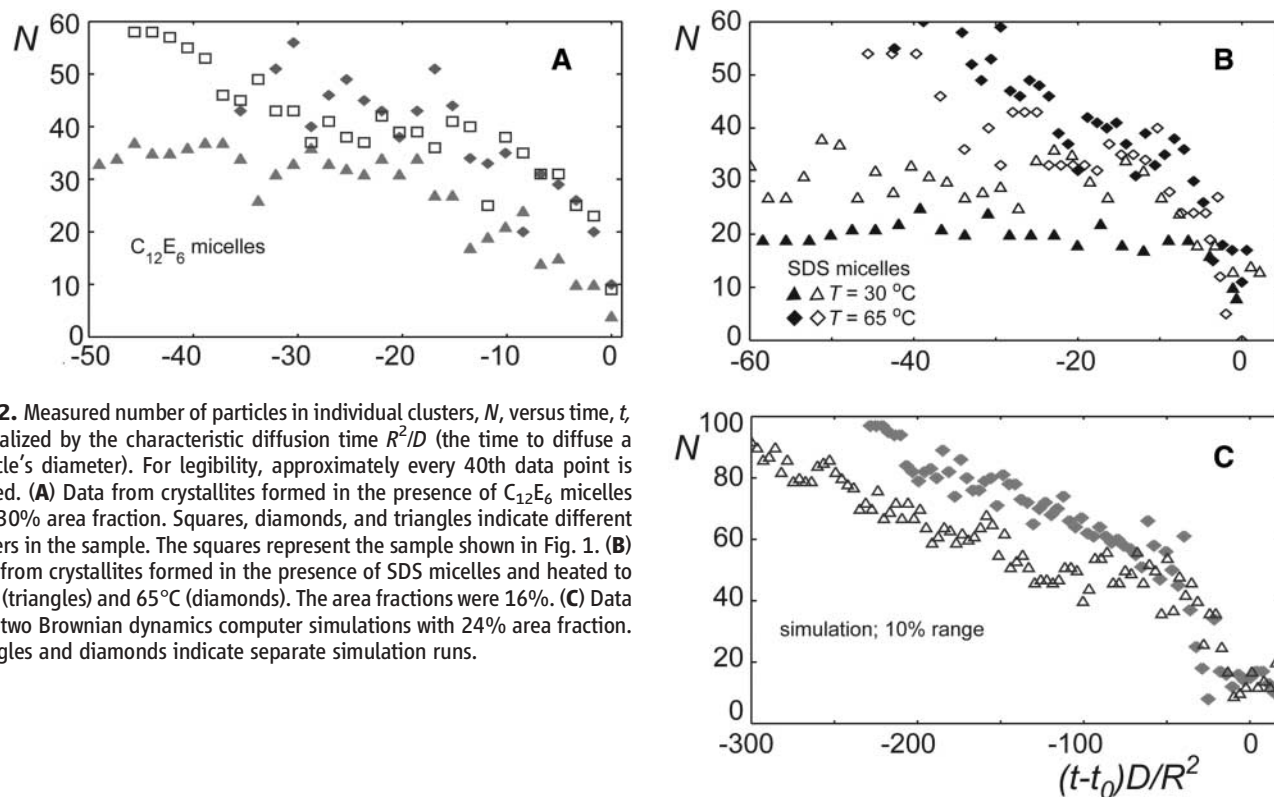 N
60
50
40
30
20
10
0
A
C12E6 micelles
-50 -40 -30 -20 -10 0
N
60
50
40
30
20
10
0
B
SDS micelles
T = 30 °C
T = 65 °C
-60 -40 -20 0
2. Measured number of particles in individual clusters, N, versus time, t,
alized by the characteristic diffusion time R²/D (the time to diffuse a
le's diameter). For legibility, approximately every 40th data point is
ed. (A) Data from crystallites formed in the presence of C12E6 micelles
30% area fraction. Squares, diamonds, and triangles indicate different
ers in the sample. The squares represent the sample shown in Fig. 1. (B)
from crystallites formed in the presence of SDS micelles and heated to
(triangles) and 65°C (diamonds). The area fractions were 16%. (C) Data
two Brownian dynamics computer simulations with 24% area fraction.
gles and diamonds indicate separate simulation runs.
100
N
80
60
40
20
0
C
simulation; 10% range
-300 -200 -100 0
(t-t0)D/R²